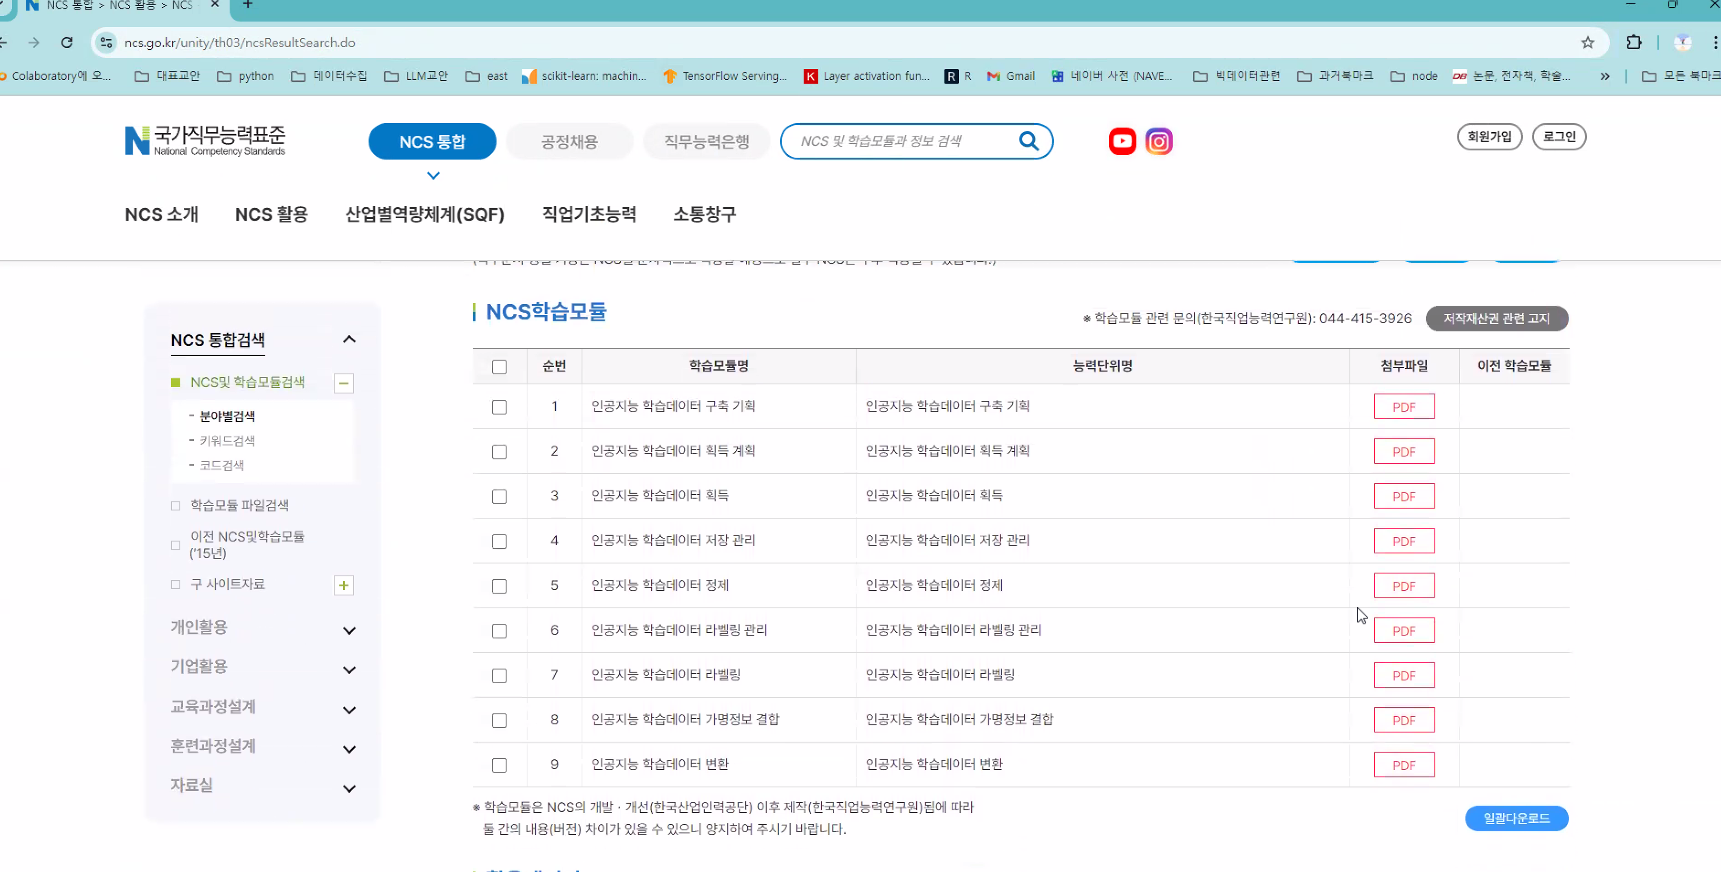 NCS 통합 > NCS 활용 > NCS
ncs.go.kr/unity/th03/ncsResultSearch.do
Colaboratory에 오... 대표교안 python 데이터수집 LLM교안 east scikit-learn: machin... TensorFlow Serving... Layer activation fun... R Gmail 네이버 사전 (NAVE... 빅데이터관련 과거북마크 node 논문, 전자책, 학술... » 모든 북마크
국가직무능력표준
National Competency Standards
NCS 통합 공정채용 직무능력은행 NCS 및 학습모듈과 정보 검색 회원가입 로그인
NCS 소개 NCS 활용 산업별역량체계(SQF) 직업기초능력 소통창구
NCS 통합검색
NCS및 학습모듈검색
- 분야별검색
- 키워드검색
- 코드검색
학습모듈 파일검색
이전 NCS및학습모듈
('15년)
구 사이트자료
개인활용
기업활용
교육과정설계
훈련과정설계
자료실
NCS학습모듈
※ 학습모듈 관련 문의(한국직업능력연구원): 044-415-3926 저작재산권 관련 고지
순번 학습모듈명 능력단위명 첨부파일 이전 학습모듈
1 인공지능 학습데이터 구축 기획 인공지능 학습데이터 구축 기획 PDF
2 인공지능 학습데이터 획득 계획 인공지능 학습데이터 획득 계획 PDF
3 인공지능 학습데이터 획득 인공지능 학습데이터 획득 PDF
4 인공지능 학습데이터 저장 관리 인공지능 학습데이터 저장 관리 PDF
5 인공지능 학습데이터 정제 인공지능 학습데이터 정제 PDF
6 인공지능 학습데이터 라벨링 관리 인공지능 학습데이터 라벨링 관리 PDF
7 인공지능 학습데이터 라벨링 인공지능 학습데이터 라벨링 PDF
8 인공지능 학습데이터 가명정보 결합 인공지능 학습데이터 가명정보 결합 PDF
9 인공지능 학습데이터 변환 인공지능 학습데이터 변환 PDF
※ 학습모듈은 NCS의 개발 · 개선(한국산업인력공단) 이후 제작(한국직업능력연구원)됨에 따라
둘 간의 내용(버전) 차이가 있을 수 있으니 양지하여 주시기 바랍니다.
일괄다운로드